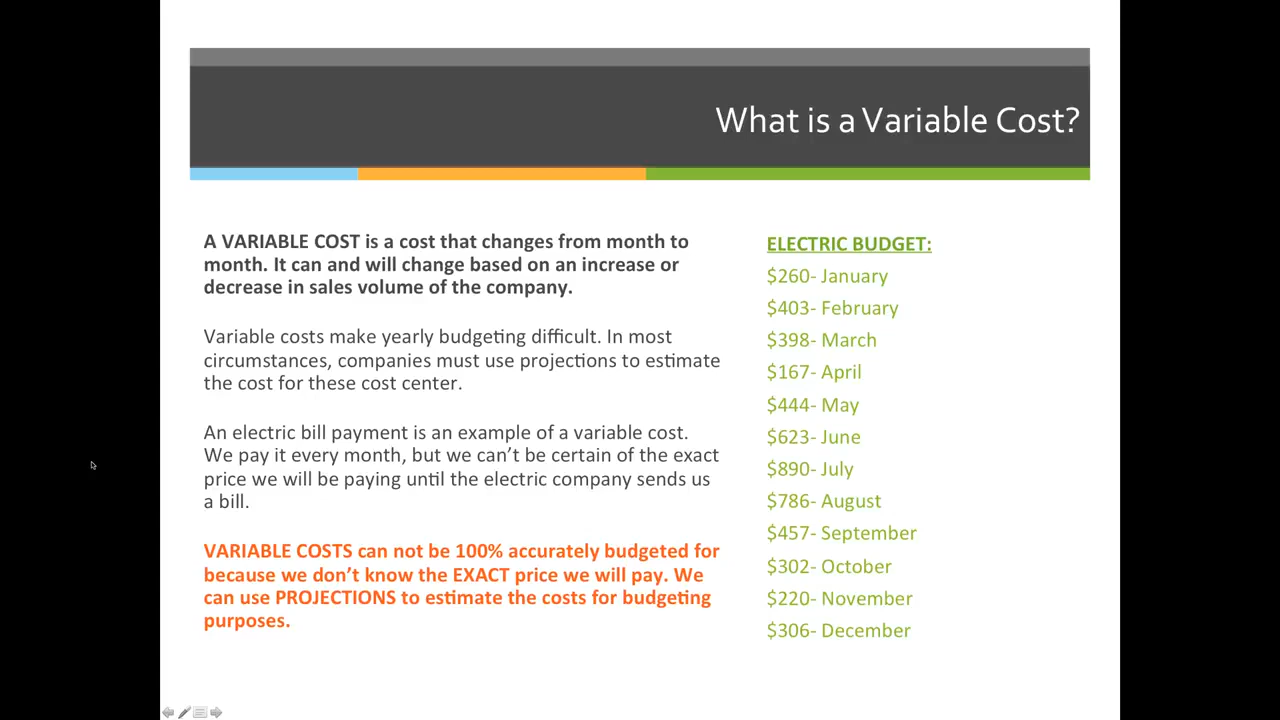 What is a Variable Cost?
A VARIABLE COST is a cost that changes from month to
month. It can and will change based on an increase or
decrease in sales volume of the company.
Variable costs make yearly budgeting difficult. In most
circumstances, companies must use projections to estimate
the cost for these cost center.
An electric bill payment is an example of a variable cost.
We pay it every month, but we can’t be certain of the exact
price we will be paying until the electric company sends us
a bill.
VARIABLE COSTS can not be 100% accurately budgeted for
because we don’t know the EXACT price we will pay. We
can use PROJECTIONS to estimate the costs for budgeting
purposes.
ELECTRIC BUDGET:
$260- January
$403- February
$398- March
$167- April
$444- May
$623- June
$890- July
$786- August
$457- September
$302- October
$220- November
$306- December